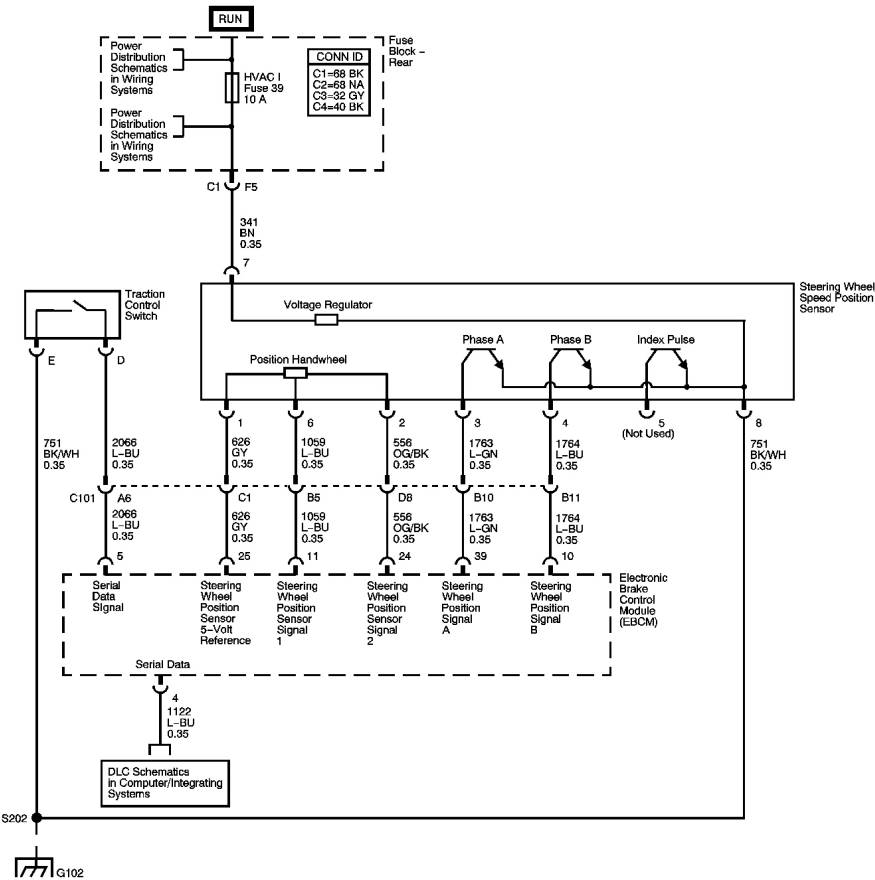 RUN
Fuse
Block –
Rear
Power
Distribution
Schematics
in Wiring
Systems
CONN ID
C1=68 BK
C2=68 NA
C3=32 GY
C4=40 BK
HVAC I
Fuse 39
10 A
Power
Distribution
Schematics
in Wiring
Systems
C1 F5
341
BN
0.35
7
Traction
Control
Switch
Steering Wheel
Speed Position
Sensor
Voltage Regulator
Phase A
Phase B
Index Pulse
Position Handwheel
E
D
1
6
2
3
4
5
(Not Used)
8
751
BK/WH
0.35
2066
L–BU
0.35
626
GY
0.35
1059
L–BU
0.35
556
OG/BK
0.35
1763
L–GN
0.35
1764
L–BU
0.35
751
BK/WH
0.35
C101 A6
C1
B5
D8
B10
B11
2066
L–BU
0.35
626
GY
0.35
1059
L–BU
0.35
556
OG/BK
0.35
1763
L–GN
0.35
1764
L–BU
0.35
5
25
11
24
39
10
Serial
Data
Signal
Steering
Wheel
Position
Sensor
5–Volt
Reference
Steering
Wheel
Position
Sensor
Signal
1
Steering
Wheel
Position
Sensor
Signal
2
Steering
Wheel
Position
Signal
A
Steering
Wheel
Position
Signal
B
Electronic
Brake
Control
Module
(EBCM)
Serial Data
4
1122
L–BU
0.35
DLC Schematics
in Computer/Integrating
Systems
S202
G102